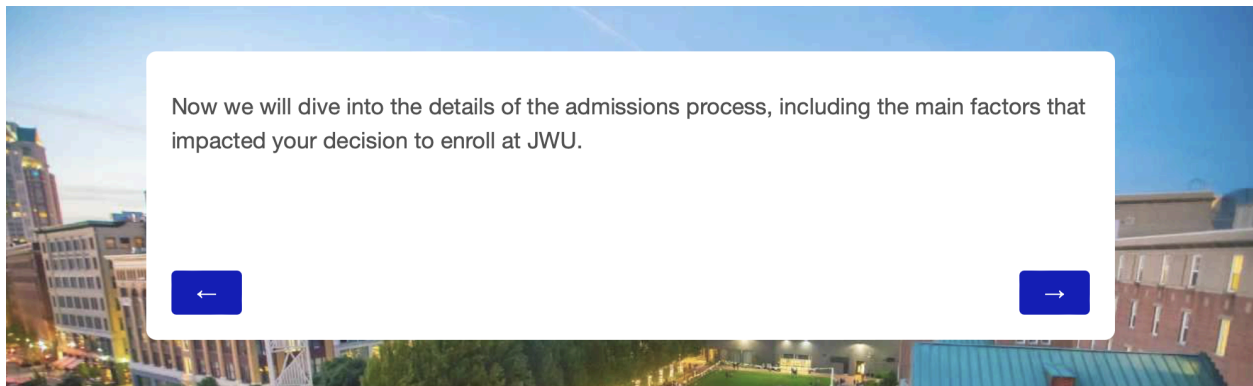 Now we will dive into the details of the admissions process, including the main factors that
impacted your decision to enroll at JWU.
← →